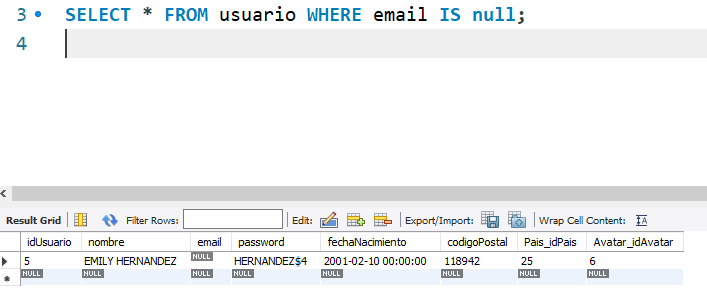 3 SELECT * FROM usuario WHERE email IS null;
4
Result Grid Filter Rows: Edit: Export/Import: Wrap Cell Content: IA
idUsuario nombre email password fechaNacimiento codigoPostal Pais_idPais Avatar_idAvatar
5 EMILY HERNANDEZ NULL HERNANDEZ$4 2001-02-10 00:00:00 118942 25 6
NULL NULL NULL NULL NULL NULL NULL NULL